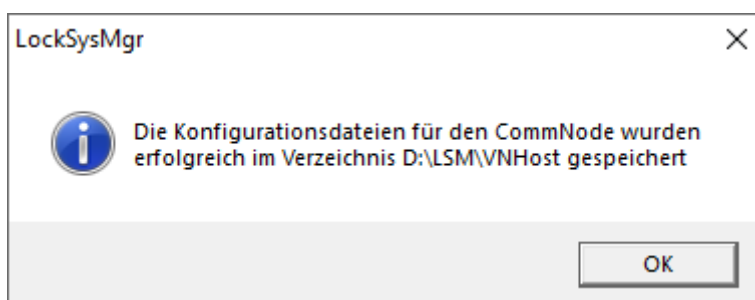 LockSysMgr
Die Konfigurationsdateien für den CommNode wurden
erfolgreich im Verzeichnis D:\LSM\VNHost gespeichert
OK